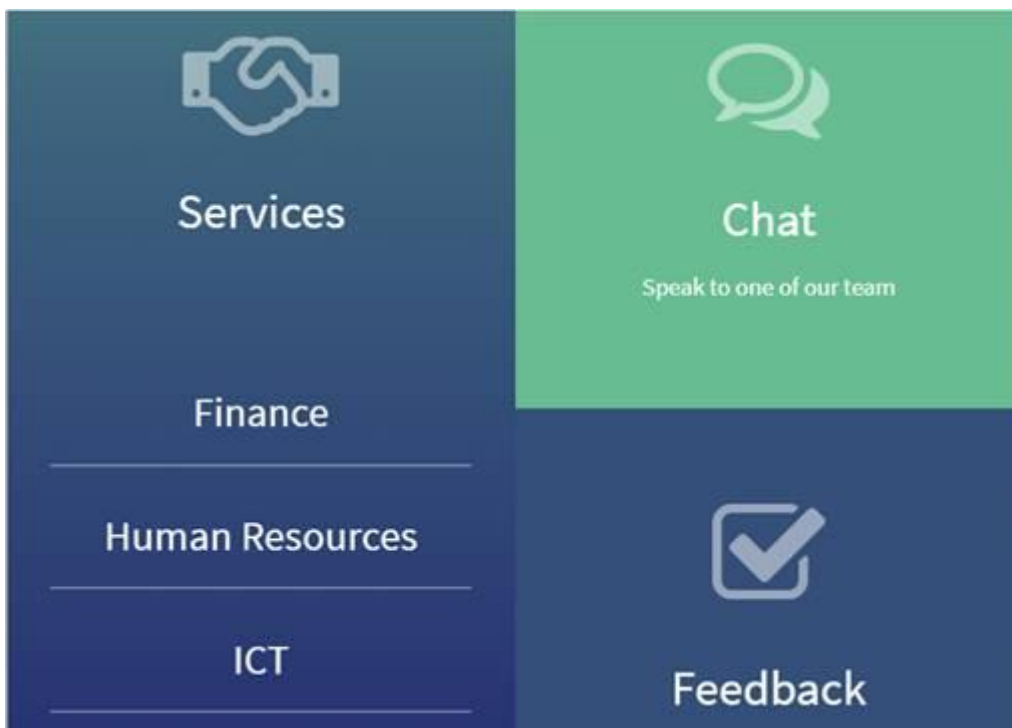 Services
Finance
Human Resources
ICT
Chat
Speak to one of our team
Feedback